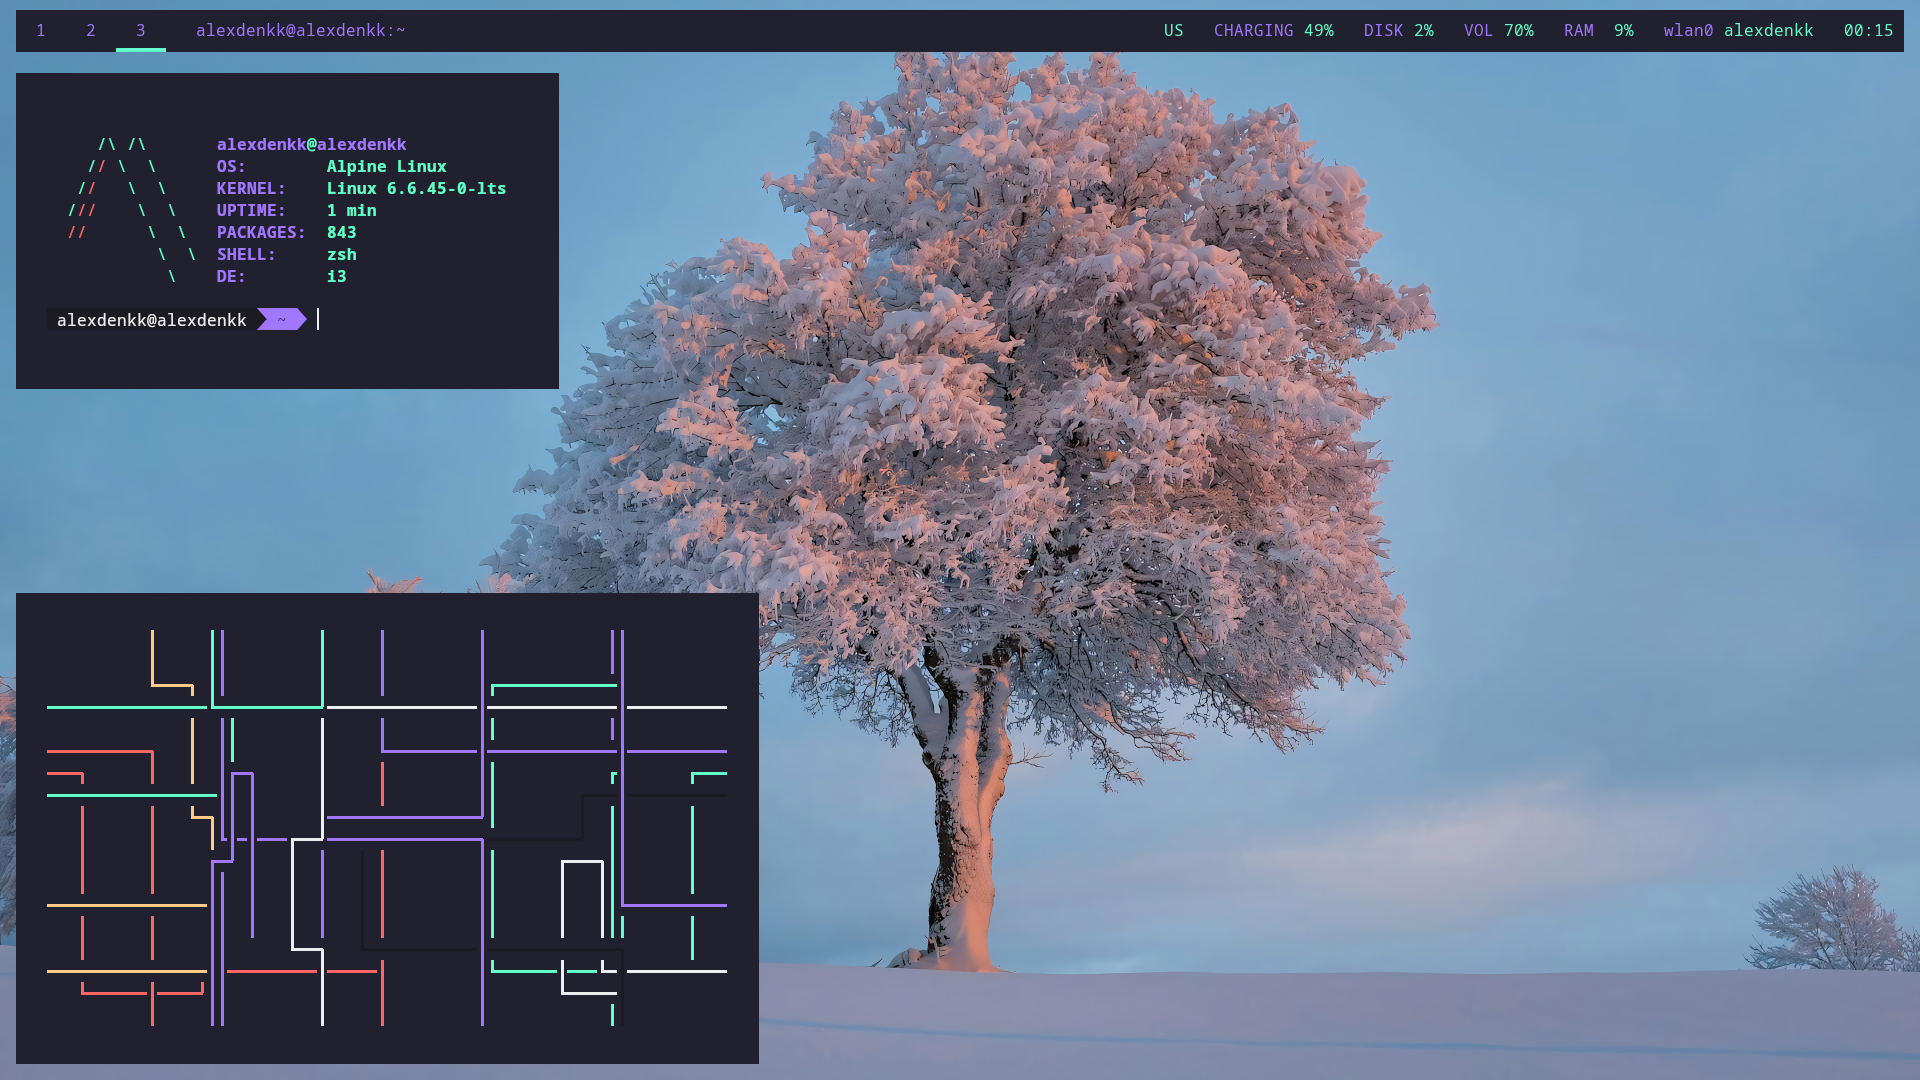 1 2 3 alexdenkk@alexdenkk:~ US CHARGING 49% DISK 2% VOL 70% RAM 9% wlan0 alexdenkk 00:15
alexdenkk@alexdenkk
OS: Alpine Linux
KERNEL: Linux 6.6.45-0-lts
UPTIME: 1 min
PACKAGES: 843
SHELL: zsh
DE: i3
alexdenkk@alexdenkk ~